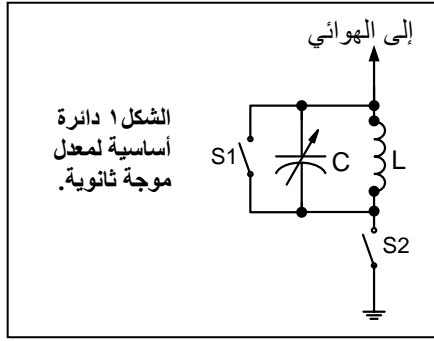 إلى الهوائي
الشكل١ دائرة
أساسية لمعدل
موجة ثانوية.
S1
C
L
S2